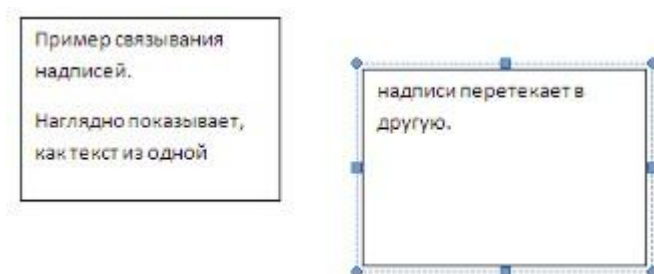 Пример связывания
надписей.
Наглядно показывает,
как текст из одной
надписи перетекает в
другую.